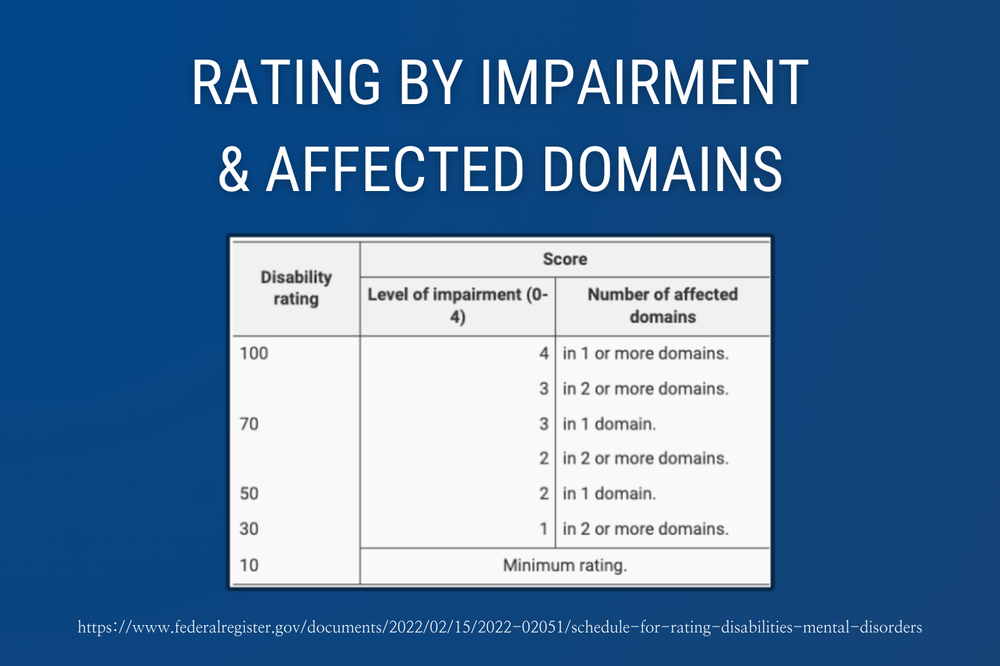 RATING BY IMPAIRMENT
& AFFECTED DOMAINS
Score
Disability
rating
Level of impairment (0-
4)
Number of affected
domains
100 4 in 1 or more domains.
3 in 2 or more domains.
70 3 in 1 domain.
2 in 2 or more domains.
50 2 in 1 domain.
30 1 in 2 or more domains.
10 Minimum rating.
https://www.federalregister.gov/documents/2022/02/15/2022-02051/schedule-for-rating-disabilities-mental-disorders